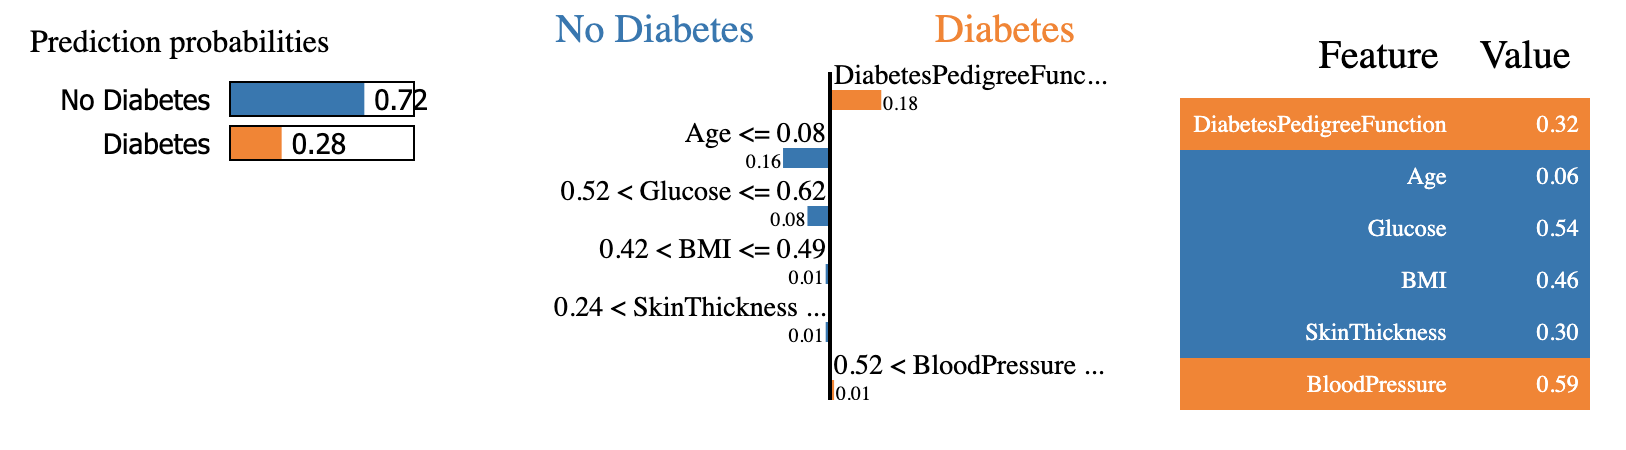 Prediction probabilities
No Diabetes 0.72
Diabetes 0.28
No Diabetes Diabetes
DiabetesPedigreeFunc...
0.18
Age <= 0.08
0.16
0.52 < Glucose <= 0.62
0.08
0.42 < BMI <= 0.49
0.01
0.24 < SkinThickness ...
0.01
0.52 < BloodPressure ...
0.01
Feature Value
DiabetesPedigreeFunction 0.32
Age 0.06
Glucose 0.54
BMI 0.46
SkinThickness 0.30
BloodPressure 0.59